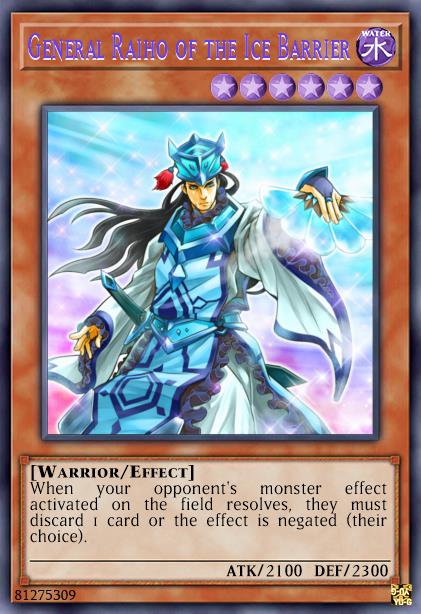 General Raiho of the Ice Barrier
WATER
水
[Warrior/Effect]
When your opponent's monster effect
activated on the field resolves, they must
discard 1 card or the effect is negated (their
choice).
ATK/2100 DEF/2300
81275309